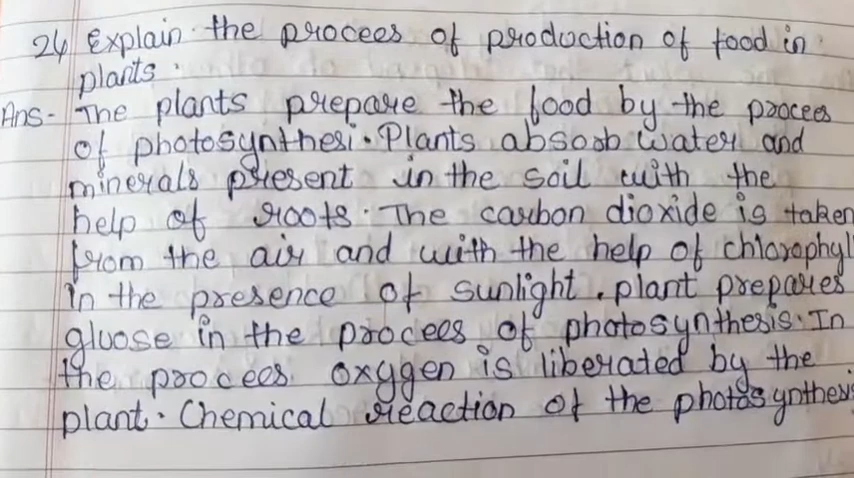 24 Explain the procees of production of food in
plants.
Ans- The plants prepare the food by the procees
of photosynthesi. Plants absorb water and
minerals present in the soil with the
help of roots. The carbon dioxide is taken
from the air and with the help of chlorophyl
in the presence of sunlight, plant prepares
gluose in the procees of photosynthesis. In
the procees oxygen is liberated by the
plant. Chemical reaction of the photosynthesis